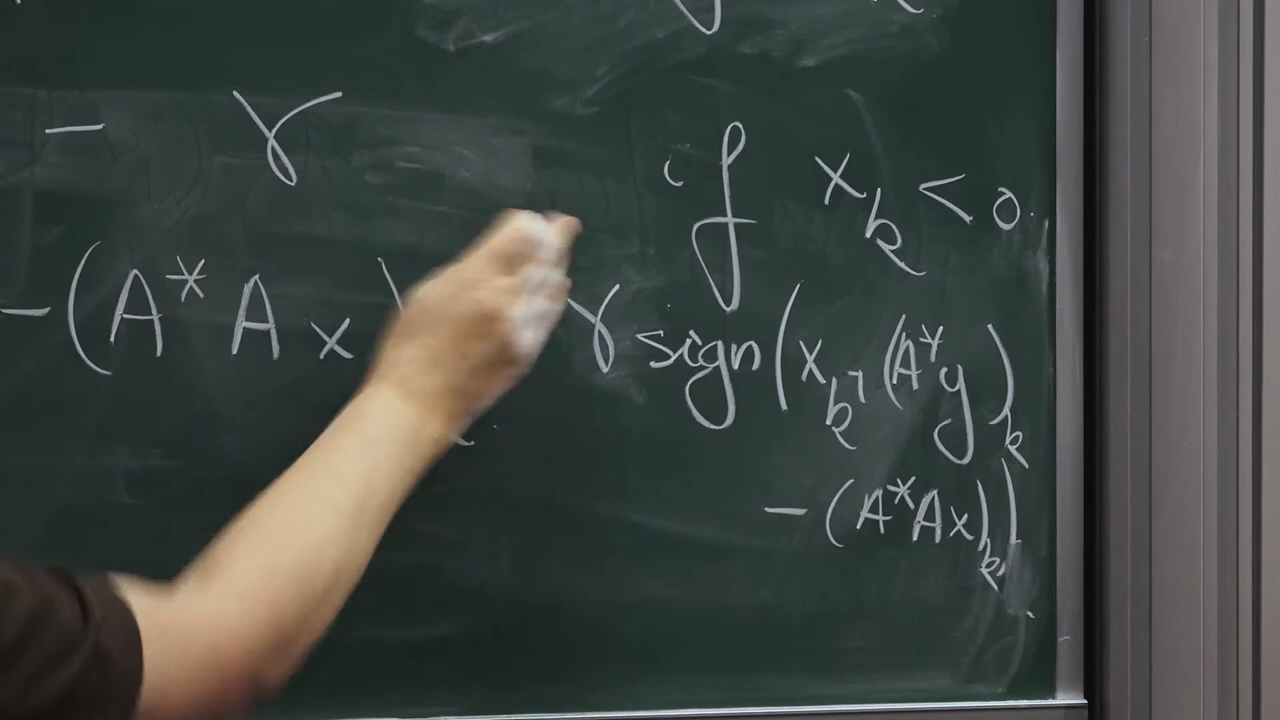 - γ if x_k < 0
-(A*Ax) γ sign(x_k + (A*y)_k
- (A*Ax)_k)